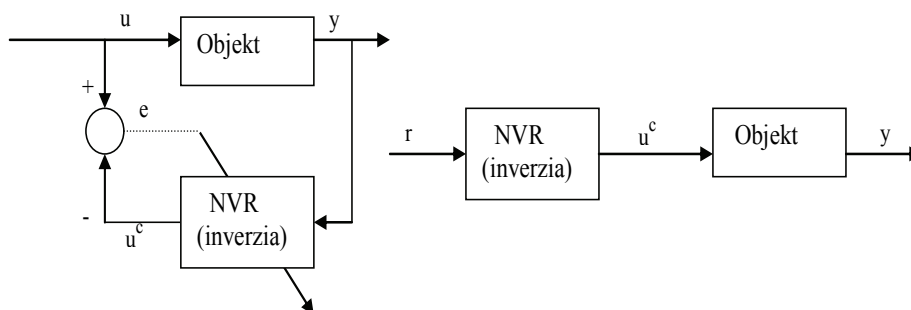 u
Objekt
y
+
e
NVR
(inverzia)
-
u^c
r
NVR
(inverzia)
u^c
Objekt
y